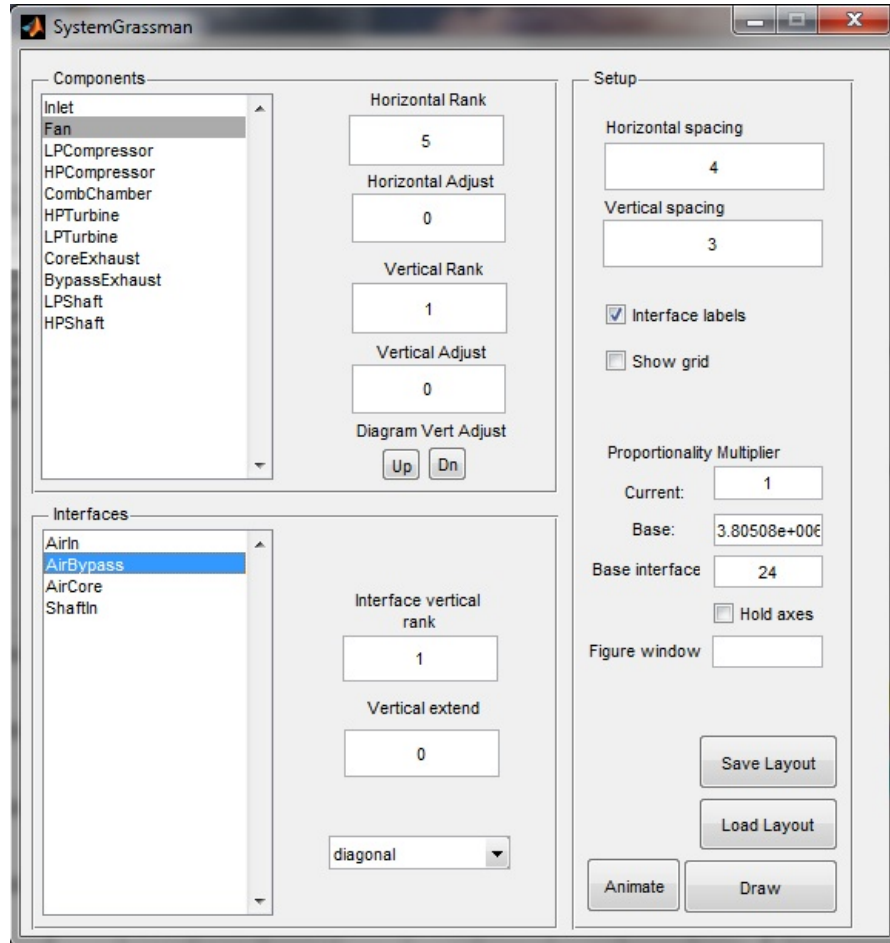 SystemGrassman
Components
Inlet
Fan
LPCompressor
HPCompressor
CombChamber
HPTurbine
LPTurbine
CoreExhaust
BypassExhaust
LPShaft
HPShaft
Horizontal Rank
5
Horizontal Adjust
0
Vertical Rank
1
Vertical Adjust
0
Diagram Vert Adjust
Up Dn
Interfaces
AirIn
AirBypass
AirCore
ShaftIn
Interface vertical
rank
1
Vertical extend
0
diagonal
Setup
Horizontal spacing
4
Vertical spacing
3
Interface labels
Show grid
Proportionality Multiplier
Current: 1
Base: 3.80508e+006
Base interface 24
Hold axes
Figure window
Save Layout
Load Layout
Animate Draw